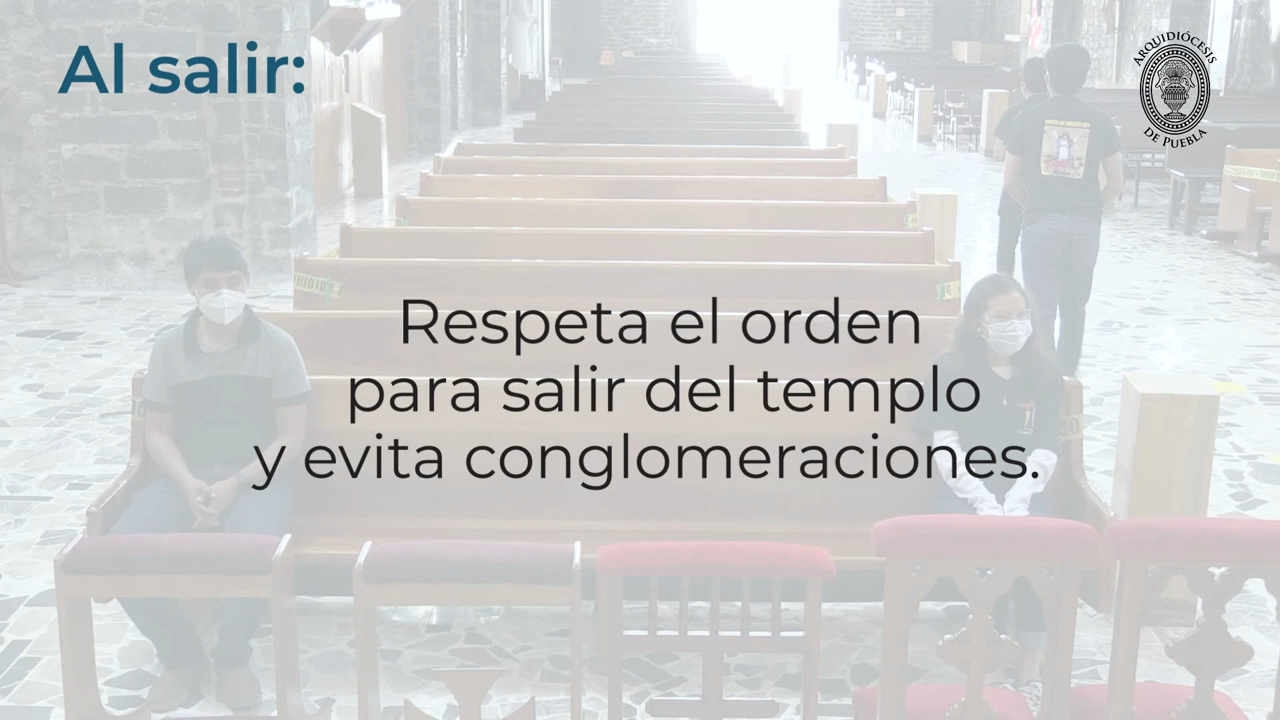 Al salir:
ARQUIDIÓCESIS
DE PUEBLA
Respeta el orden
para salir del templo
y evita conglomeraciones.